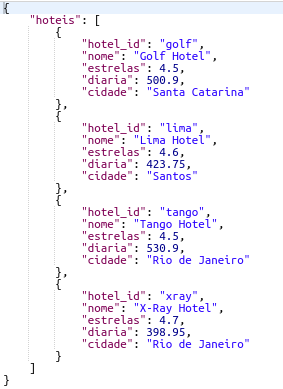 {
    "hoteis": [
        {
            "hotel_id": "golf",
            "nome": "Golf Hotel",
            "estrelas": 4.5,
            "diaria": 500.9,
            "cidade": "Santa Catarina"
        },
        {
            "hotel_id": "lima",
            "nome": "Lima Hotel",
            "estrelas": 4.6,
            "diaria": 423.75,
            "cidade": "Santos"
        },
        {
            "hotel_id": "tango",
            "nome": "Tango Hotel",
            "estrelas": 4.5,
            "diaria": 530.9,
            "cidade": "Rio de Janeiro"
        },
        {
            "hotel_id": "xray",
            "nome": "X-Ray Hotel",
            "estrelas": 4.7,
            "diaria": 398.95,
            "cidade": "Rio de Janeiro"
        }
    ]
}